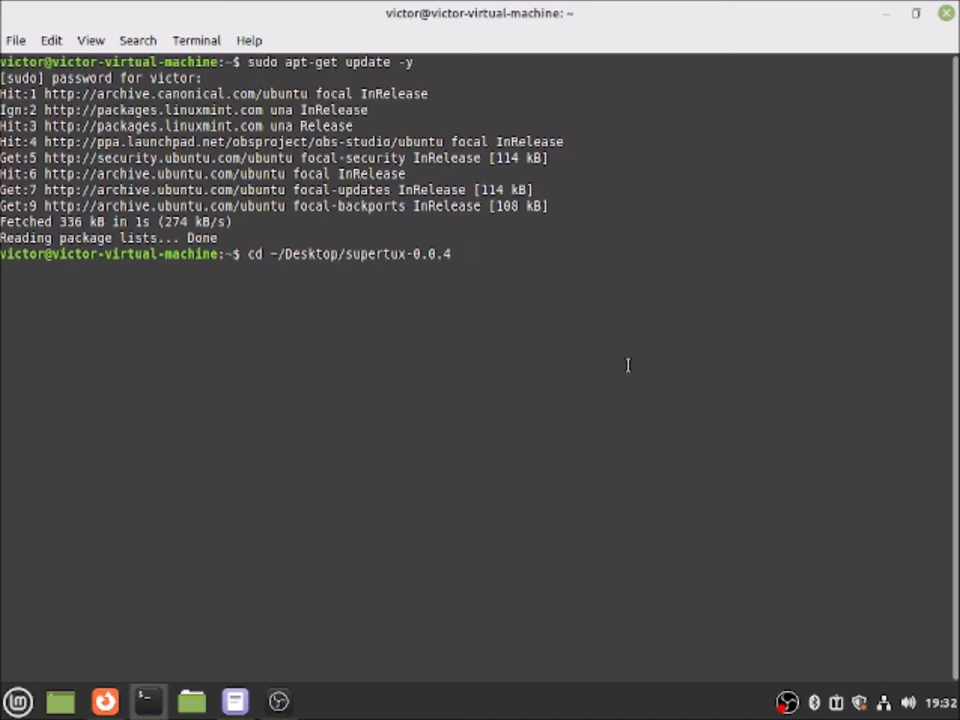 victor@victor-virtual-machine: ~
File Edit View Search Terminal Help
victor@victor-virtual-machine:~$ sudo apt-get update -y
[sudo] password for victor:
Hit:1 http://archive.canonical.com/ubuntu focal InRelease
Ign:2 http://packages.linuxmint.com una InRelease
Hit:3 http://packages.linuxmint.com una Release
Hit:4 http://ppa.launchpad.net/obsproject/obs-studio/ubuntu focal InRelease
Get:5 http://security.ubuntu.com/ubuntu focal-security InRelease [114 kB]
Hit:6 http://archive.ubuntu.com/ubuntu focal InRelease
Get:7 http://archive.ubuntu.com/ubuntu focal-updates InRelease [114 kB]
Get:9 http://archive.ubuntu.com/ubuntu focal-backports InRelease [108 kB]
Fetched 336 kB in 1s (274 kB/s)
Reading package lists... Done
victor@victor-virtual-machine:~$ cd ~/Desktop/supertux-0.0.4
19:32